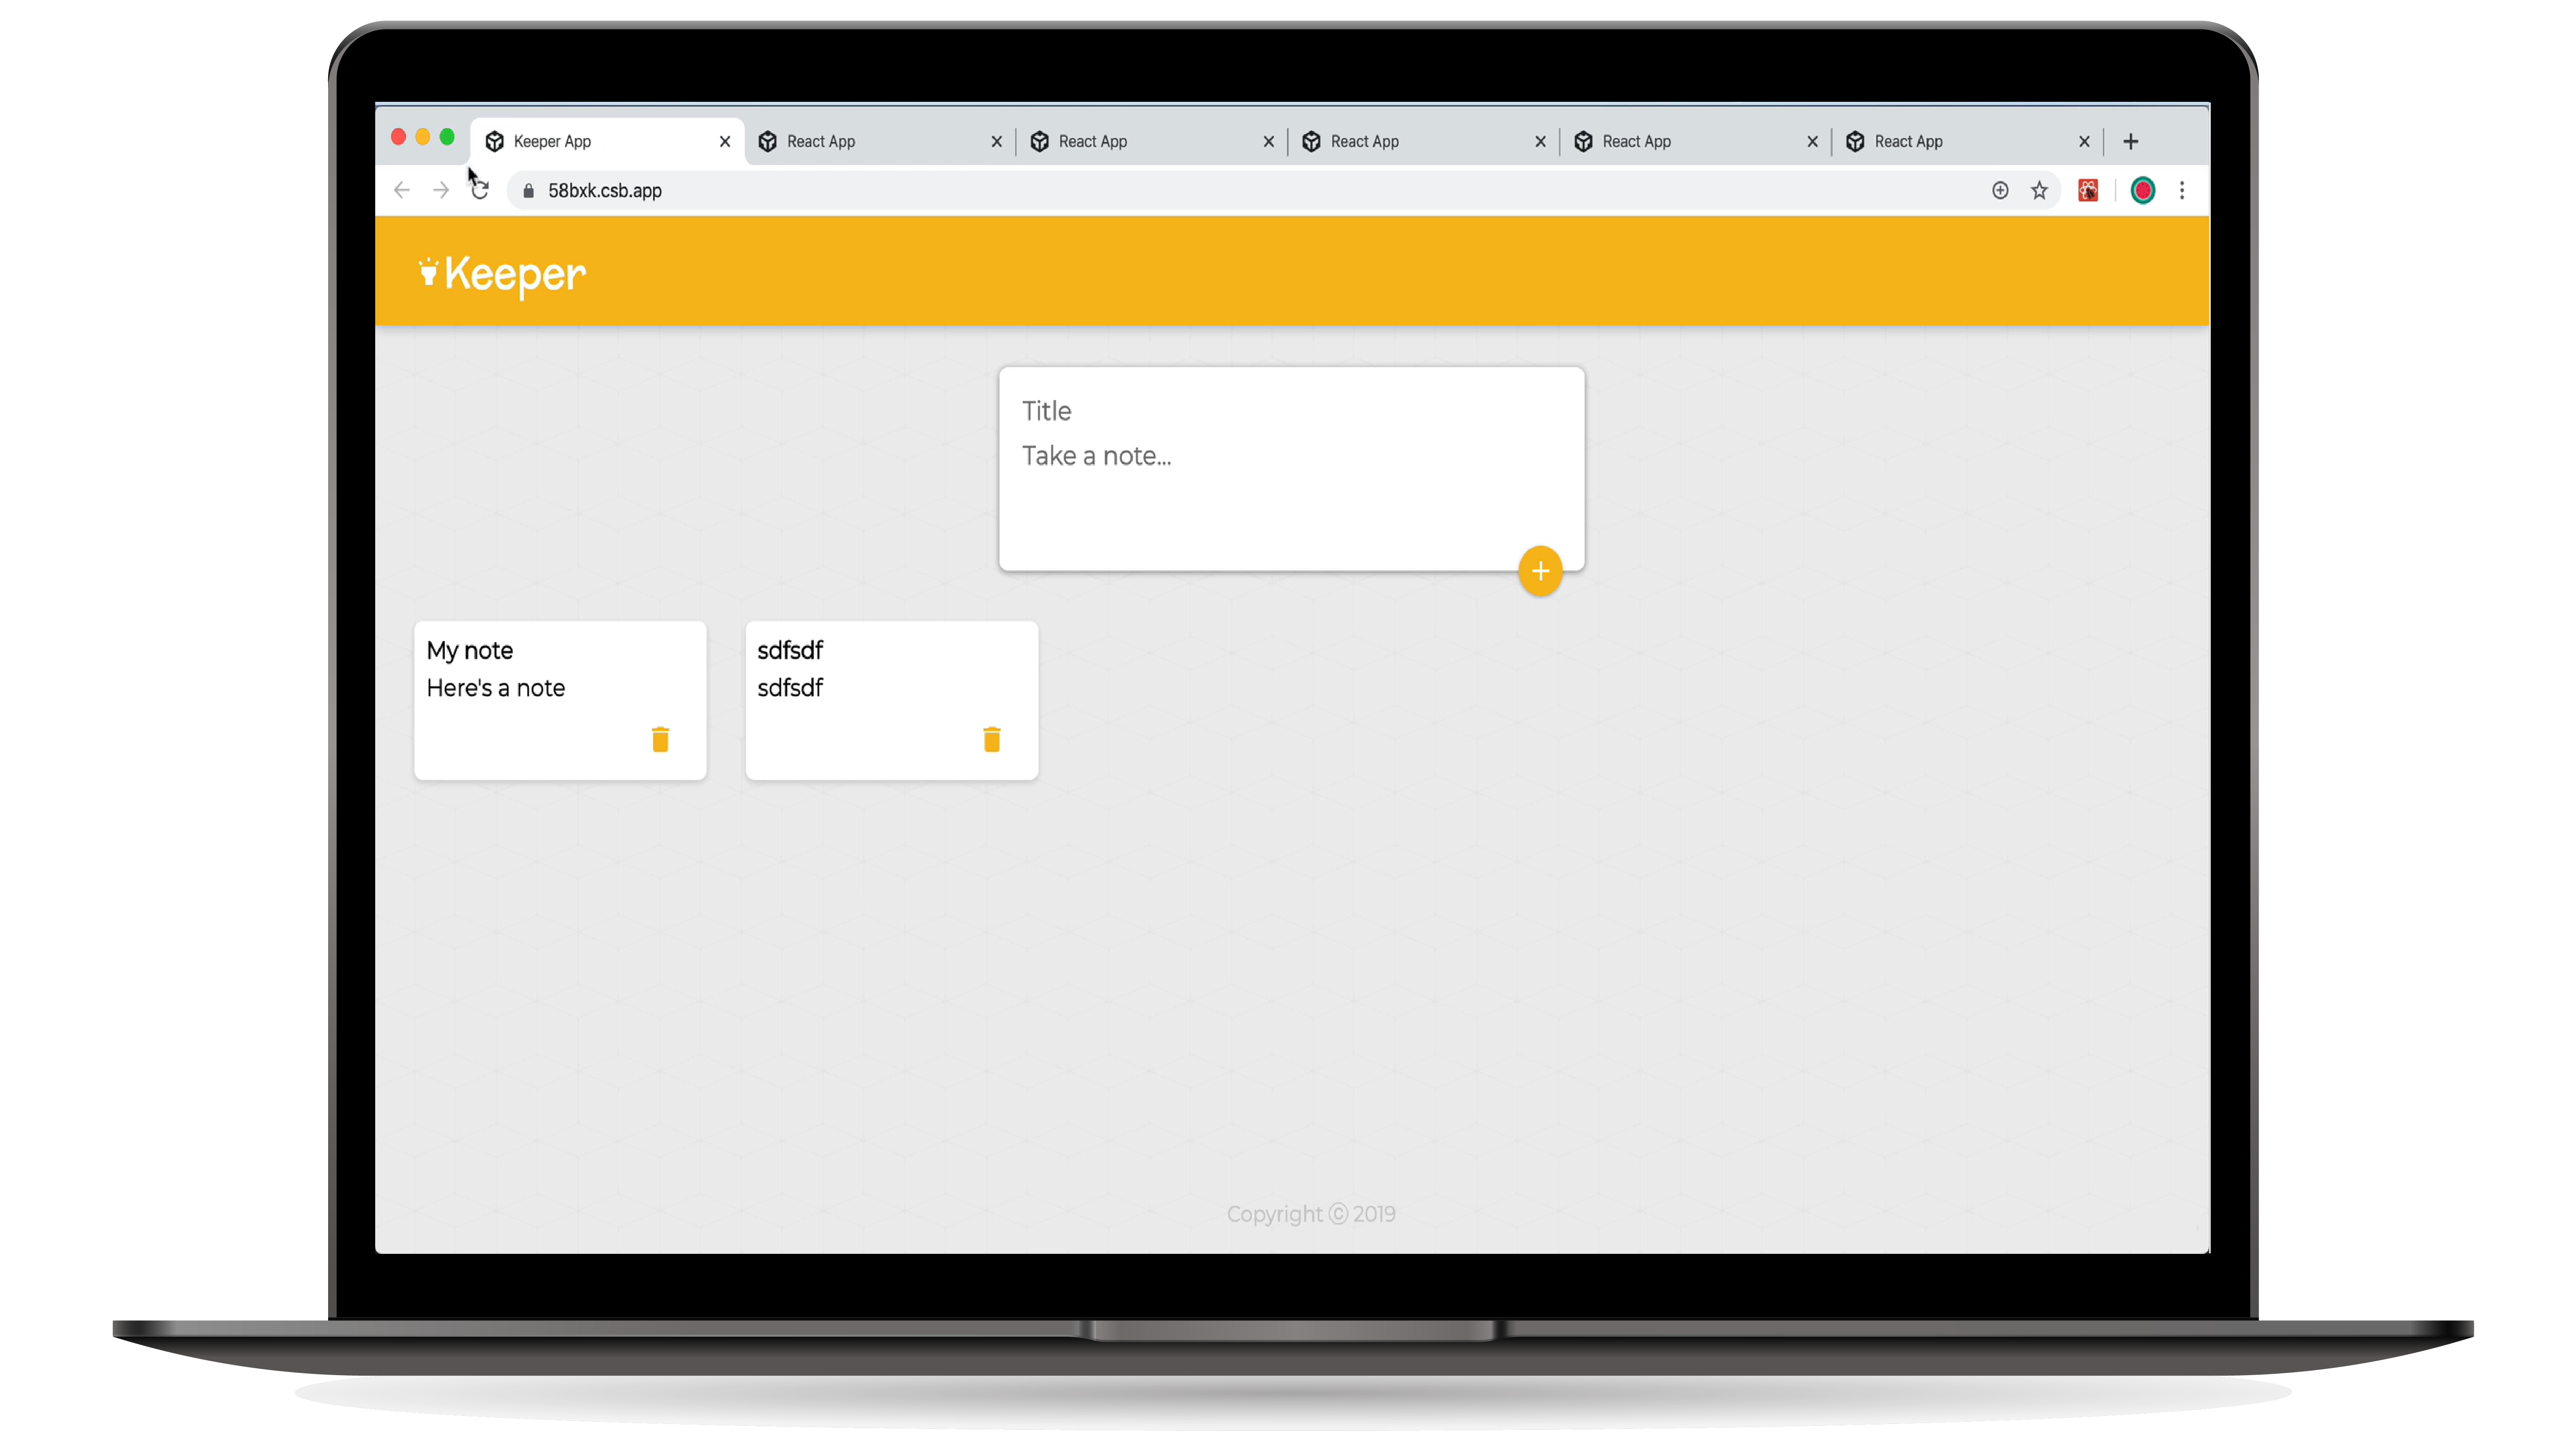 Keeper App
React App
React App
React App
React App
React App
58bxk.csb.app
Keeper
Title
Take a note...
My note
Here's a note
sdfsdf
sdfsdf
Copyright ⓒ 2019